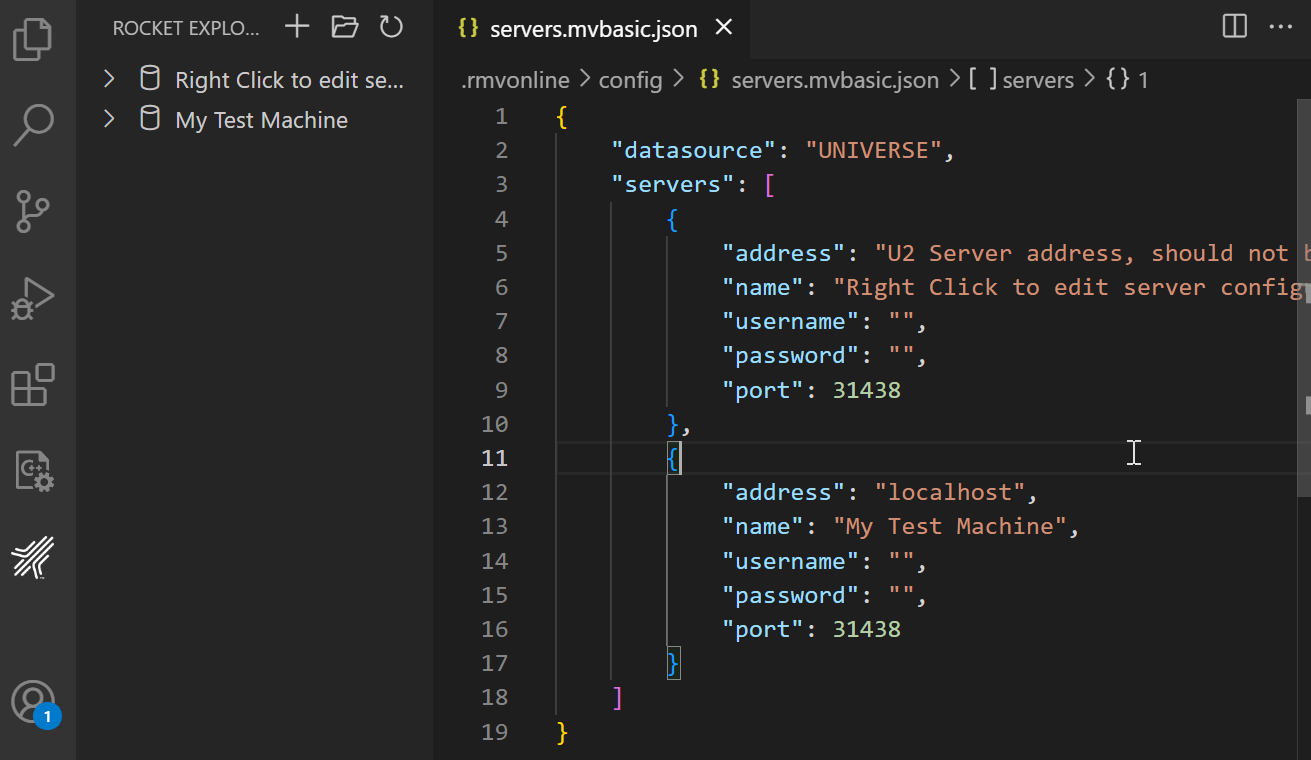 ROCKET EXPLO...
Right Click to edit se...
My Test Machine
1
{} servers.mvbasic.json
.rmvonline > config > {} servers.mvbasic.json > [ ] servers > {} 1
1 {
2 "datasource": "UNIVERSE",
3 "servers": [
4 {
5 "address": "U2 Server address, should not
6 "name": "Right Click to edit server config
7 "username": "",
8 "password": "",
9 "port": 31438
10 },
11 {
12 "address": "localhost",
13 "name": "My Test Machine",
14 "username": "",
15 "password": "",
16 "port": 31438
17 }
18 ]
19 }